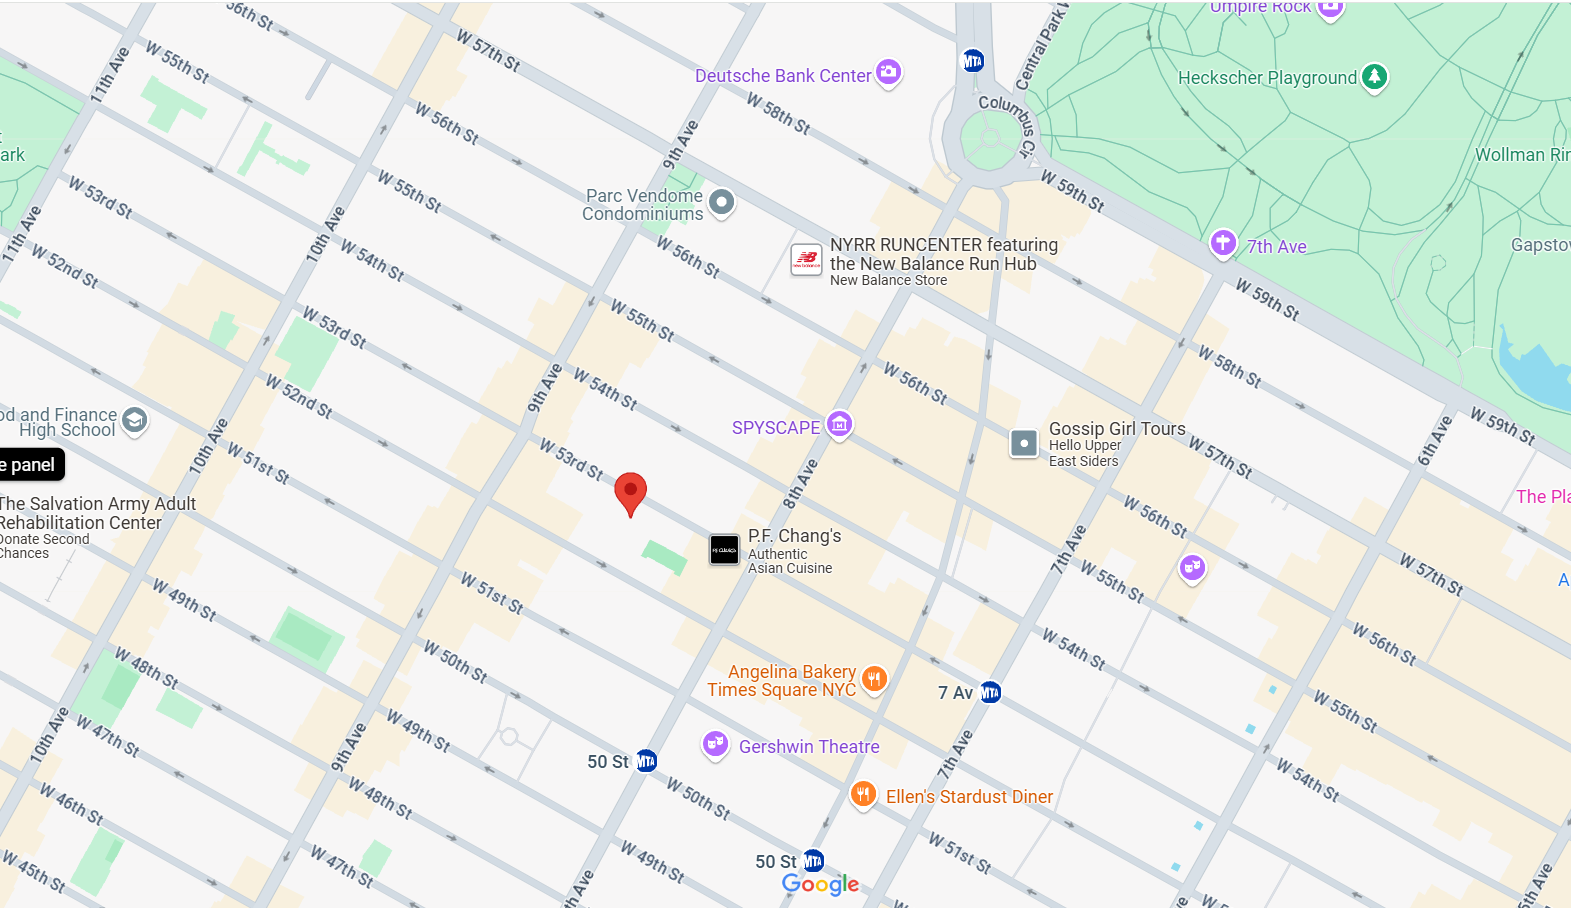 56th St
W 57th St
Umpire Rock
11th Ave
W 55th St
Deutsche Bank Center
MTA
Central Park W
Heckscher Playground
W 56th St
W 58th St
Columbus Cir
9th Ave
ark
Wollman Rin
W 53rd St
W 55th St
Parc Vendome
Condominiums
W 59th St
11th Ave
10th Ave
W 54th St
W 56th St
NYRR RUNCENTER featuring
the New Balance Run Hub
New Balance Store
7th Ave
Gapstow
W 52nd St
W 53rd St
W 55th St
W 59th St
W 52nd St
9th Ave
W 54th St
W 56th St
W 58th St
od and Finance
High School
10th Ave
SPYSCAPE
Gossip Girl Tours
Hello Upper
East Siders
W 59th St
6th Ave
e panel
W 51st St
W 53rd St
8th Ave
W 57th St
The Salvation Army Adult
Rehabilitation Center
Donate Second
Chances
The Pla
W 56th St
P.F. Chang's
Authentic
Asian Cuisine
7th Ave
W 55th St
W 57th St
A
W 49th St
W 51st St
W 48th St
W 50th St
W 54th St
W 56th St
Angelina Bakery
Times Square NYC
7 Av
MTA
W 55th St
10th Ave
W 47th St
9th Ave
W 49th St
Gershwin Theatre
7th Ave
50 St
MTA
W 46th St
W 48th St
W 50th St
Ellen's Stardust Diner
W 54th St
W 45th St
W 47th St
W 49th St
50 St
MTA
W 51st St
Google
th Ave
7th Ave
5th Ave